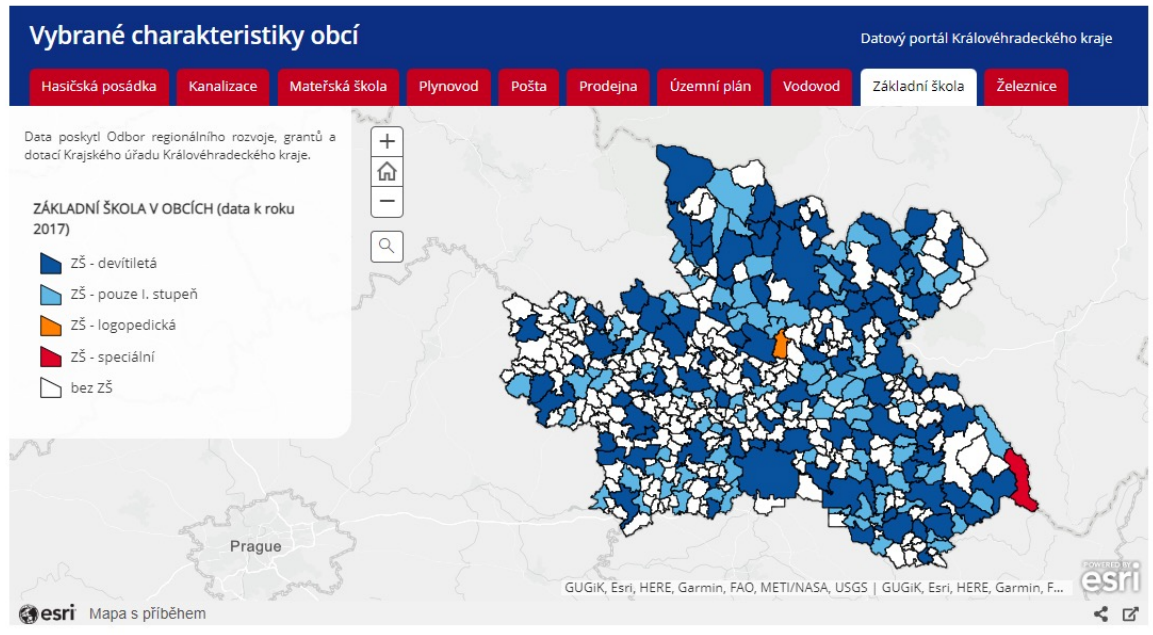 Vybrané charakteristiky obcí
Datový portál Královéhradeckého kraje
Hasičská posádka
Kanalizace
Mateřská škola
Plynovod
Pošta
Prodejna
Územní plán
Vodovod
Základní škola
Železnice
Data poskytl Odbor regionálního rozvoje, grantů a
dotací Krajského úřadu Královéhradeckého kraje.
ZÁKLADNÍ ŠKOLA V OBCÍCH (data k roku
2017)
ZŠ - devítiletá
ZŠ - pouze I. stupeň
ZŠ - logopedická
ZŠ - speciální
bez ZŠ
Prague
GUGiK, Esri, HERE, Garmin, FAO, METI/NASA, USGS | GUGiK, Esri, HERE, Garmin, F...
POWERED BY
esri
esri Mapa s příběhem